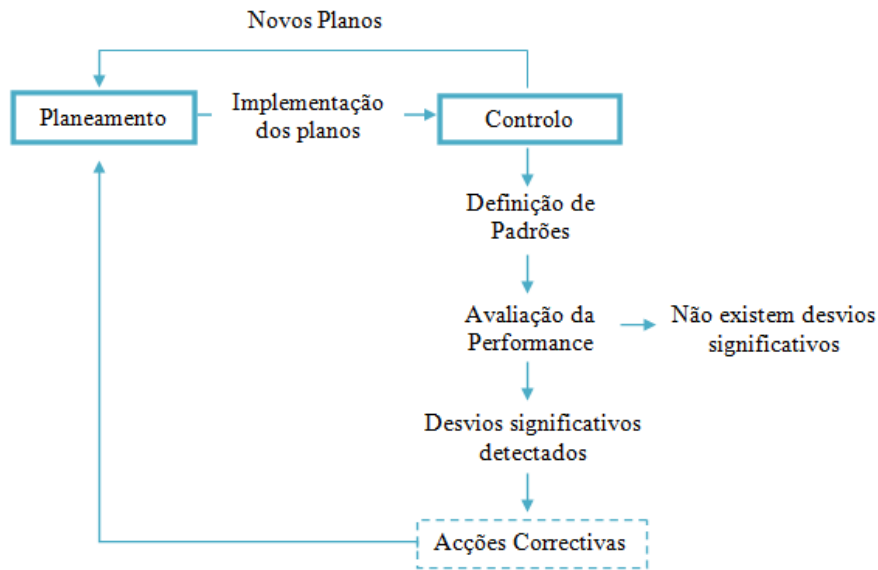 Novos Planos
Planeamento
Implementação
dos planos
Controlo
Definição de
Padrões
Avaliação da
Performance
Não existem desvios
significativos
Desvios significativos
detectados
Acções Correctivas